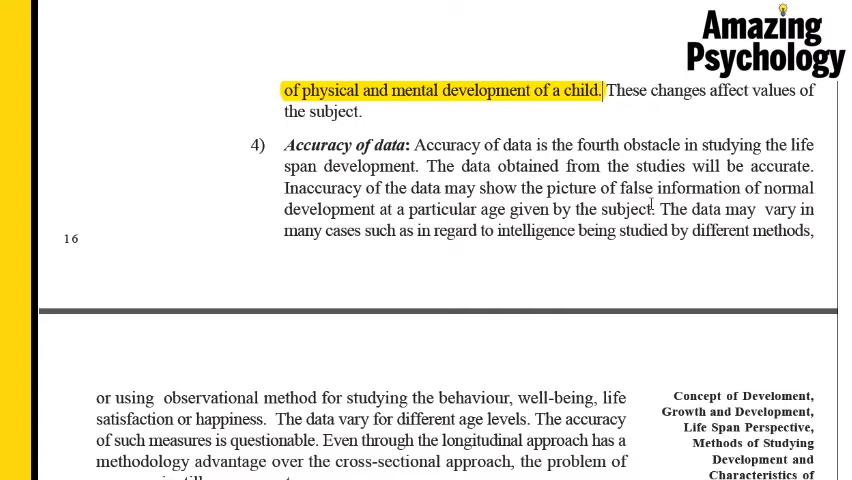 Amazing
Psychology
of physical and mental development of a child. These changes affect values of
the subject.
4) Accuracy of data: Accuracy of data is the fourth obstacle in studying the life
span development. The data obtained from the studies will be accurate.
Inaccuracy of the data may show the picture of false information of normal
development at a particular age given by the subject. The data may vary in
many cases such as in regard to intelligence being studied by different methods,
16
or using observational method for studying the behaviour, well-being, life
satisfaction or happiness. The data vary for different age levels. The accuracy
of such measures is questionable. Even through the longitudinal approach has a
methodology advantage over the cross-sectional approach, the problem of
Concept of Develoment,
Growth and Development,
Life Span Perspective,
Methods of Studying
Development and
Characteristics of